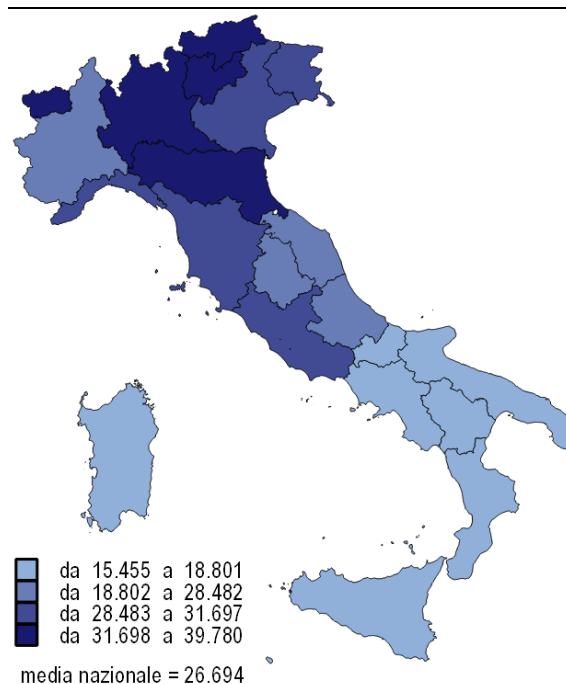 da 15.455 a 18.801
da 18.802 a 28.482
da 28.483 a 31.697
da 31.698 a 39.780
media nazionale = 26.694